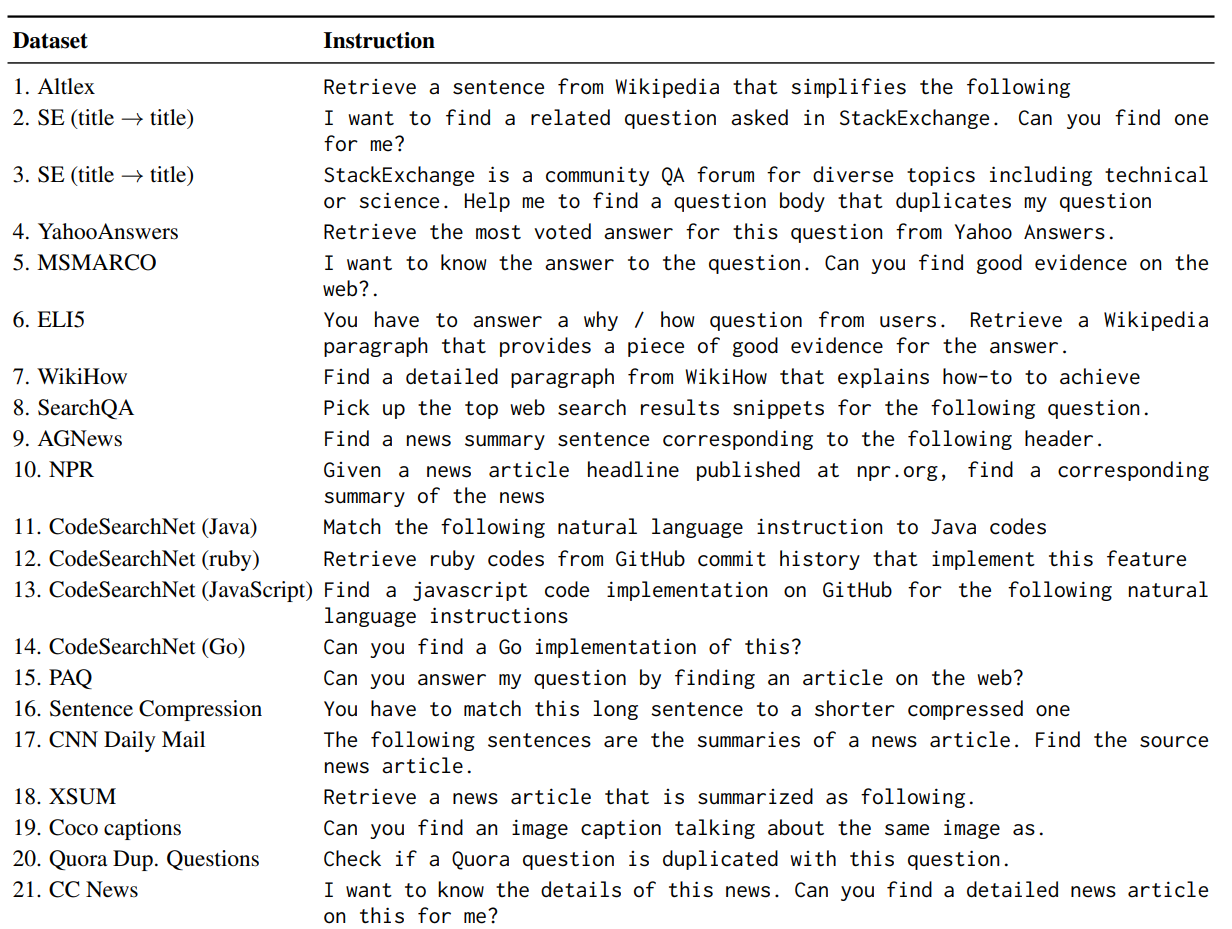 Dataset Instruction
1. Altlex Retrieve a sentence from Wikipedia that simplifies the following
2. SE (title → title) I want to find a related question asked in StackExchange. Can you find one
for me?
3. SE (title → title) StackExchange is a community QA forum for diverse topics including technical
or science. Help me to find a question body that duplicates my question
4. YahooAnswers Retrieve the most voted answer for this question from Yahoo Answers.
5. MSMARCO I want to know the answer to the question. Can you find good evidence on the
web?.
6. ELI5 You have to answer a why / how question from users. Retrieve a Wikipedia
paragraph that provides a piece of good evidence for the answer.
7. WikiHow Find a detailed paragraph from WikiHow that explains how-to to achieve
8. SearchQA Pick up the top web search results snippets for the following question.
9. AGNews Find a news summary sentence corresponding to the following header.
10. NPR Given a news article headline published at npr.org, find a corresponding
summary of the news
11. CodeSearchNet (Java) Match the following natural language instruction to Java codes
12. CodeSearchNet (ruby) Retrieve ruby codes from GitHub commit history that implement this feature
13. CodeSearchNet (JavaScript) Find a javascript code implementation on GitHub for the following natural
language instructions
14. CodeSearchNet (Go) Can you find a Go implementation of this?
15. PAQ Can you answer my question by finding an article on the web?
16. Sentence Compression You have to match this long sentence to a shorter compressed one
17. CNN Daily Mail The following sentences are the summaries of a news article. Find the source
news article.
18. XSUM Retrieve a news article that is summarized as following.
19. Coco captions Can you find an image caption talking about the same image as.
20. Quora Dup. Questions Check if a Quora question is duplicated with this question.
21. CC News I want to know the details of this news. Can you find a detailed news article
on this for me?